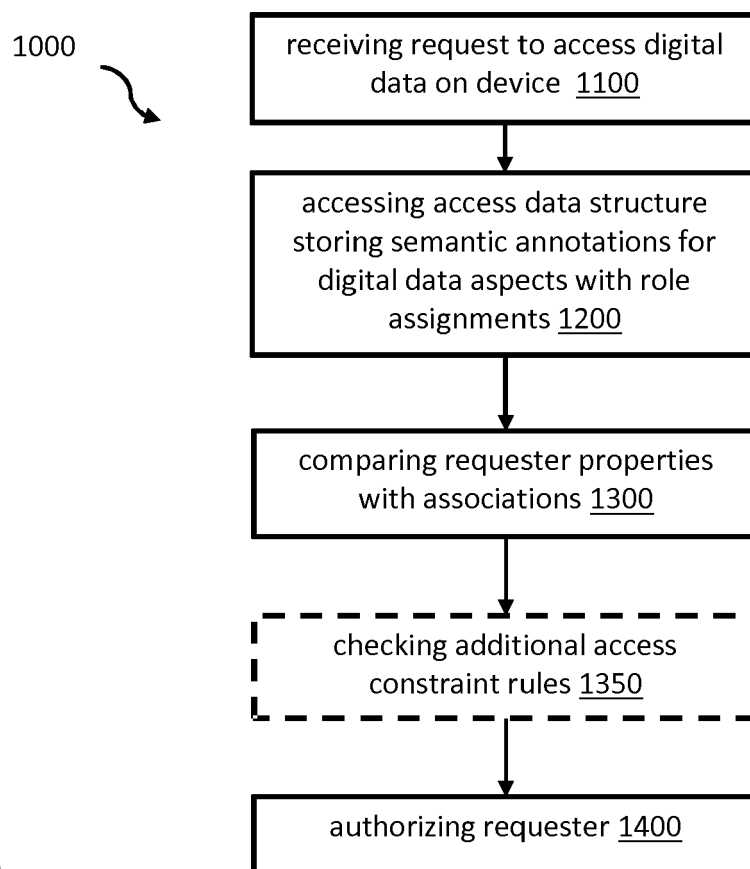 1000
receiving request to access digital
data on device 1100
accessing access data structure
storing semantic annotations for
digital data aspects with role
assignments 1200
comparing requester properties
with associations 1300
checking additional access
constraint rules 1350
authorizing requester 1400